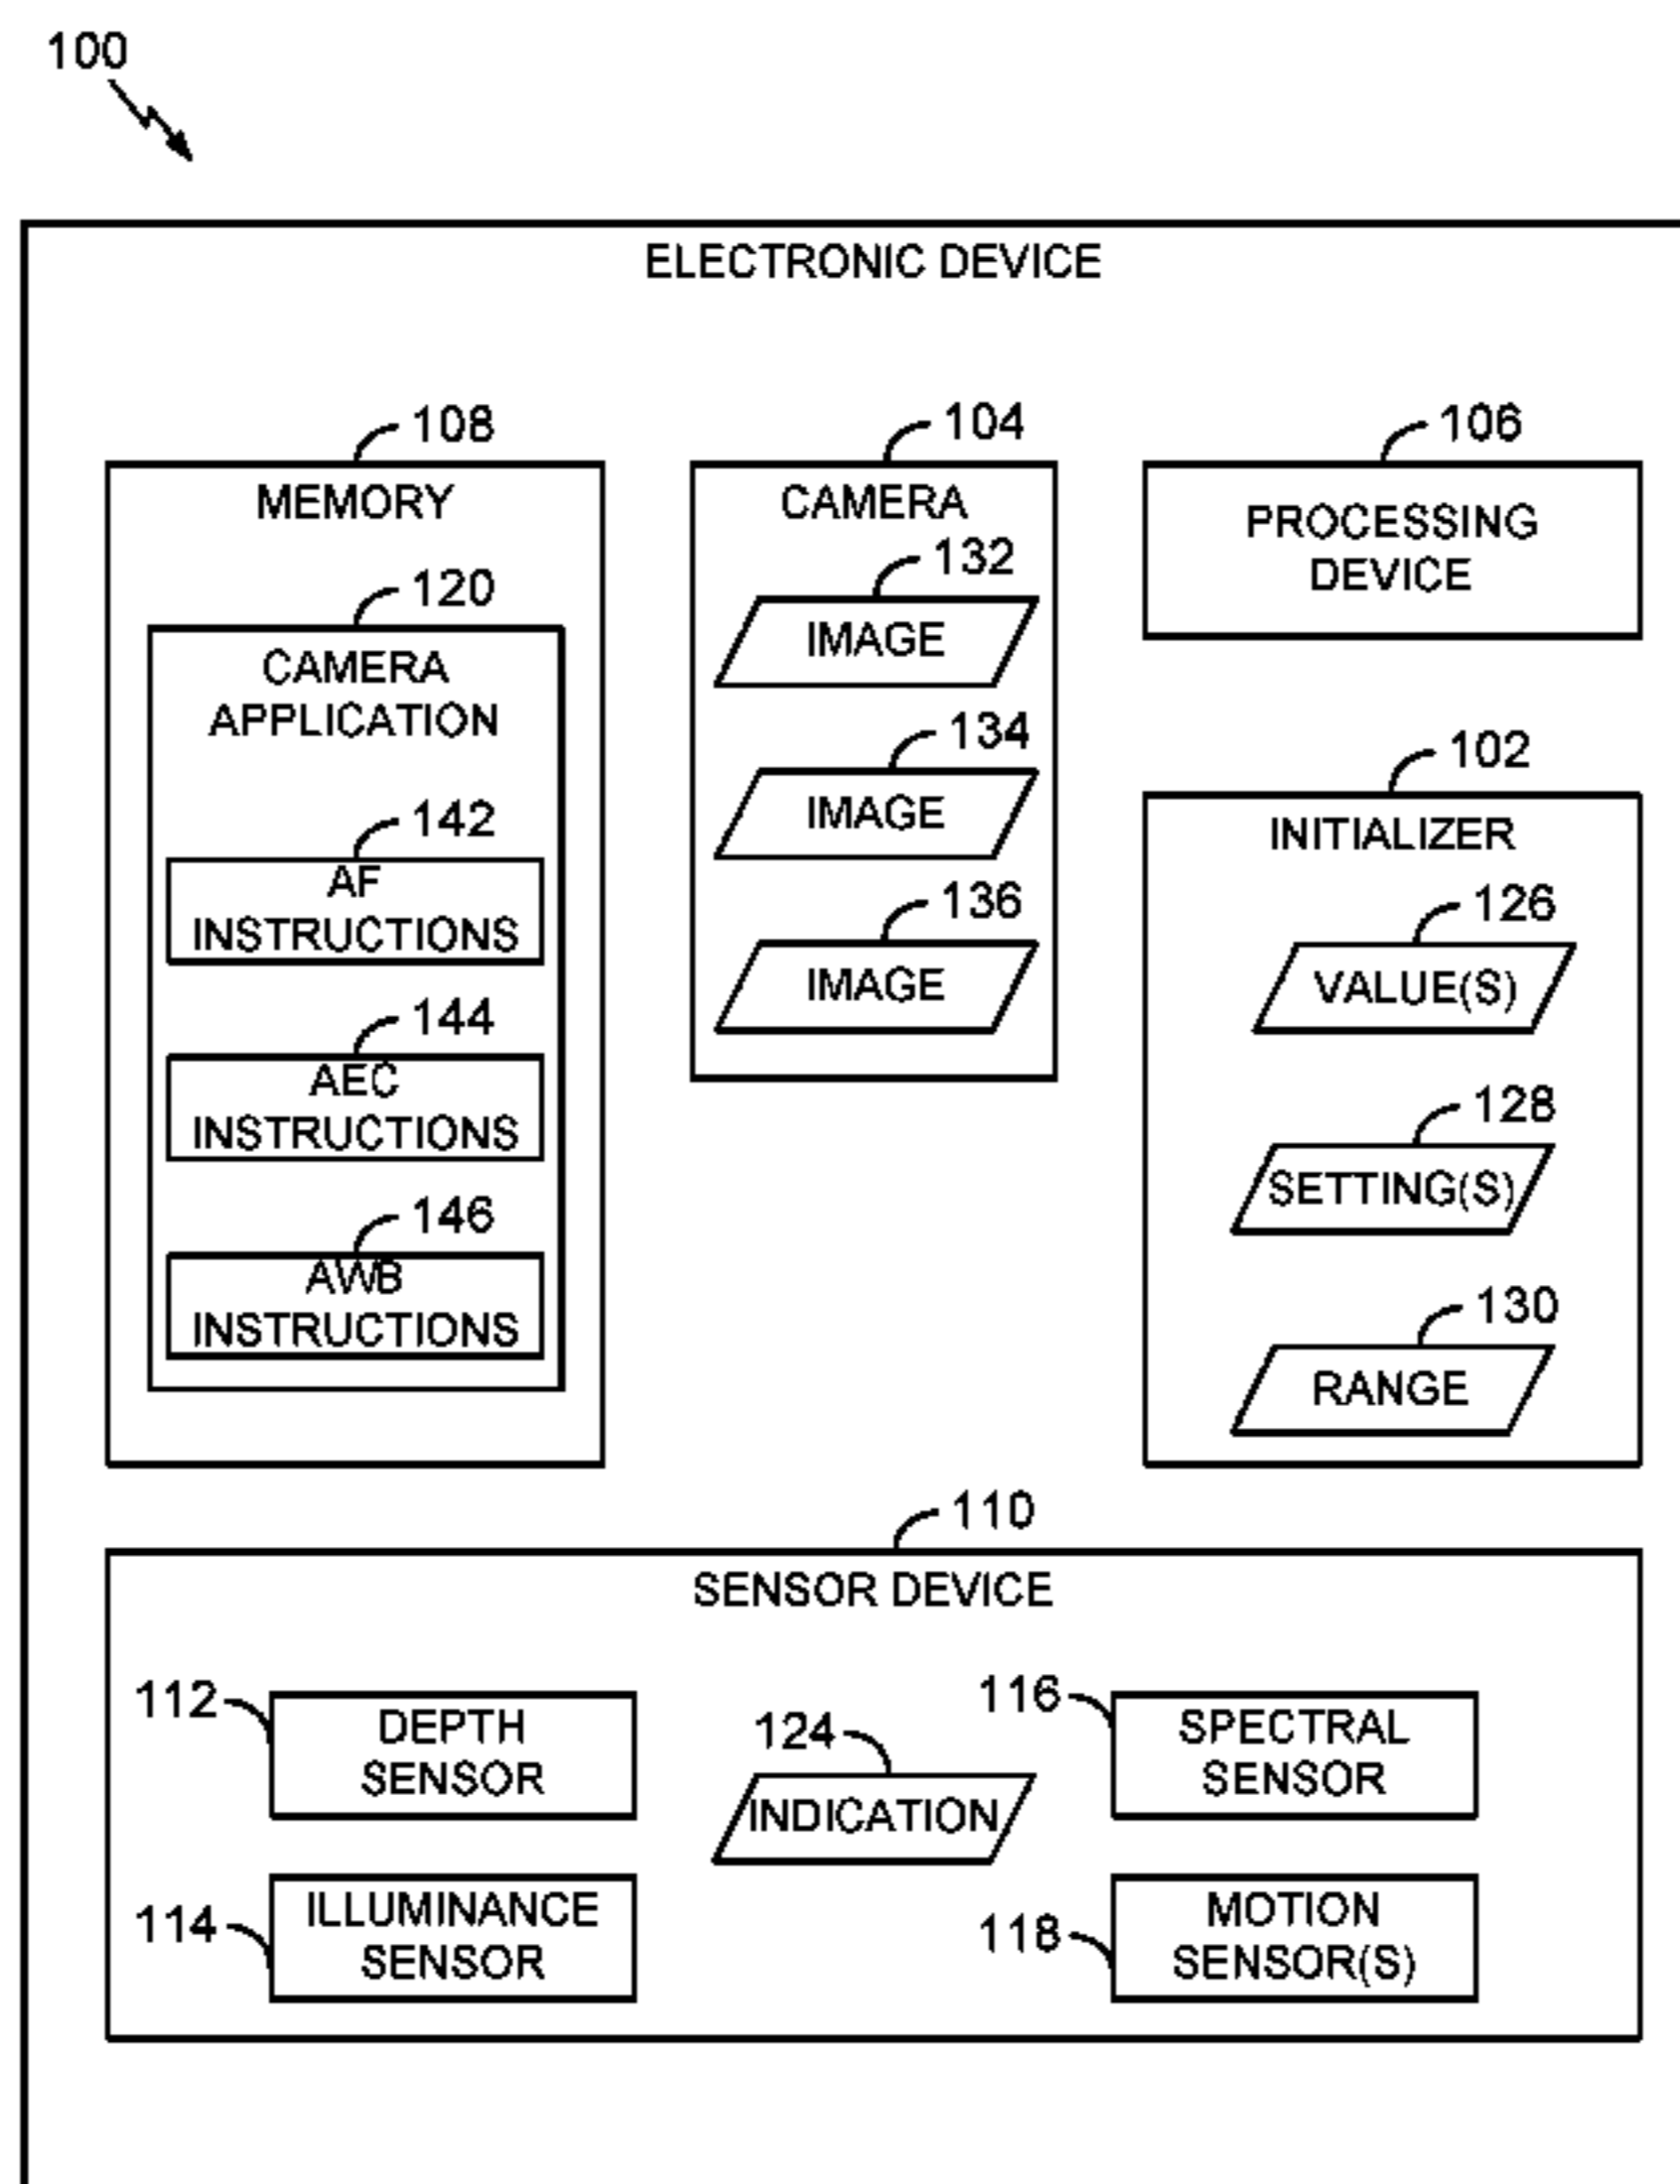 100
ELECTRONIC DEVICE
108
MEMORY
120
CAMERA
APPLICATION
142
AF
INSTRUCTIONS
144
AEC
INSTRUCTIONS
146
AWB
INSTRUCTIONS
104
CAMERA
132
IMAGE
134
IMAGE
136
IMAGE
106
PROCESSING
DEVICE
102
INITIALIZER
126
VALUE(S)
128
SETTING(S)
130
RANGE
110
SENSOR DEVICE
112
DEPTH
SENSOR
114
ILLUMINANCE
SENSOR
124
INDICATION
116
SPECTRAL
SENSOR
118
MOTION
SENSOR(S)